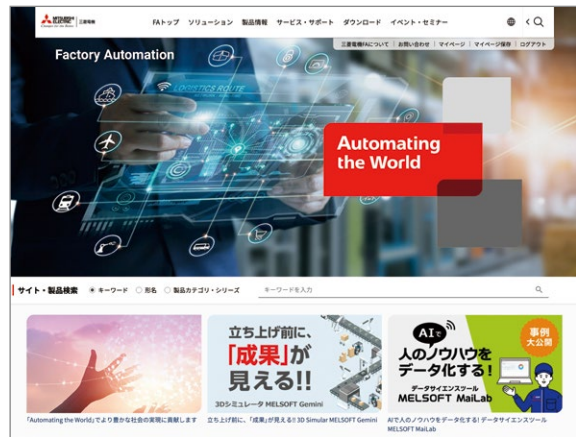 MITSUBISHI ELECTRIC
Changes for the Better
三菱電機
FAトップ ソリューション 製品情報 サービス・サポート ダウンロード イベント・セミナー
三菱電機FAについて | お問い合わせ | マイページ | マイページ保存 | ログアウト
Factory Automation
LOGISTICS ROUTE
Automating
the World
サイト・製品検索 キーワード 形名 製品カテゴリ・シリーズ キーワードを入力
立ち上げ前に、
「成果」が
見える!!
3Dシミュレータ MELSOFT Gemini
AIで
人のノウハウを
データ化する!
データサイエンスツール
MELSOFT MaiLab
事例
大公開
「Automating the World」でより豊かな社会の実現に貢献します
立ち上げ前に、「成果」が見える!! 3D Simular MELSOFT Gemini
AIで人のノウハウをデータ化する! データサイエンスツール
MELSOFT MaiLab